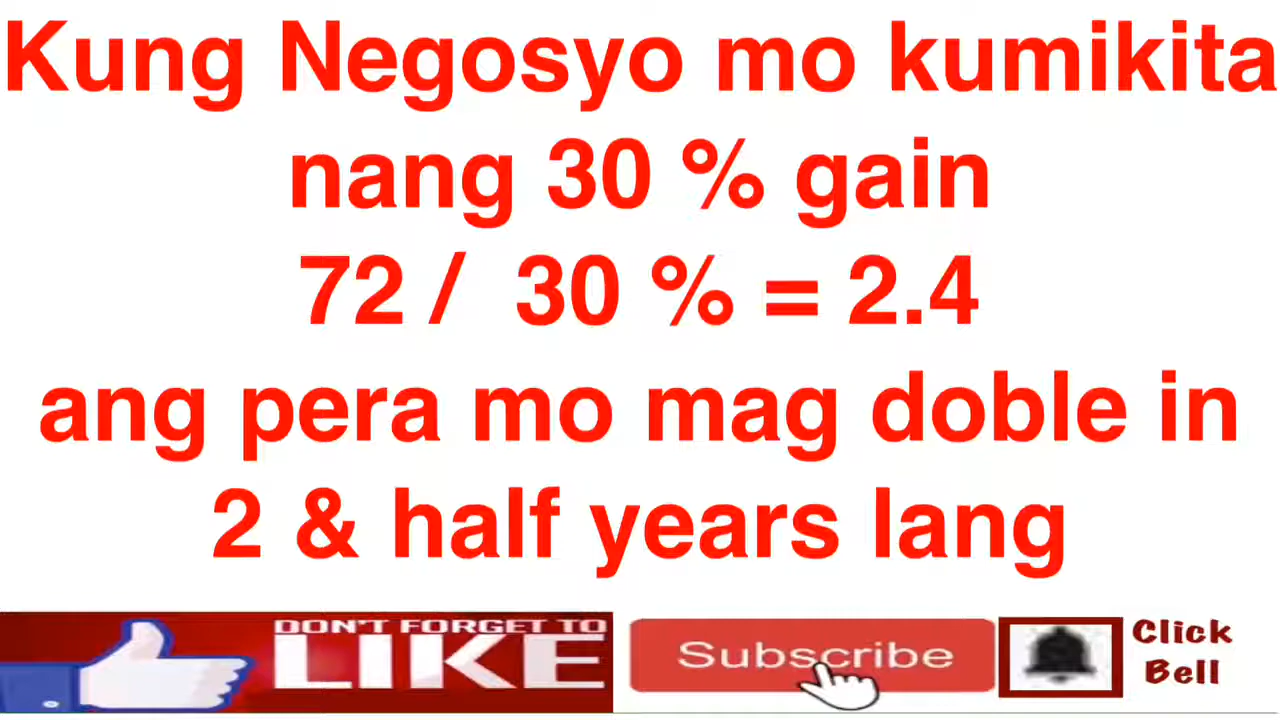 Kung Negosyo mo kumikita
nang 30 % gain
72 / 30 % = 2.4
ang pera mo mag doble in
2 & half years lang
DON'T FORGET TO
LIKE
Subscribe
Click
Bell